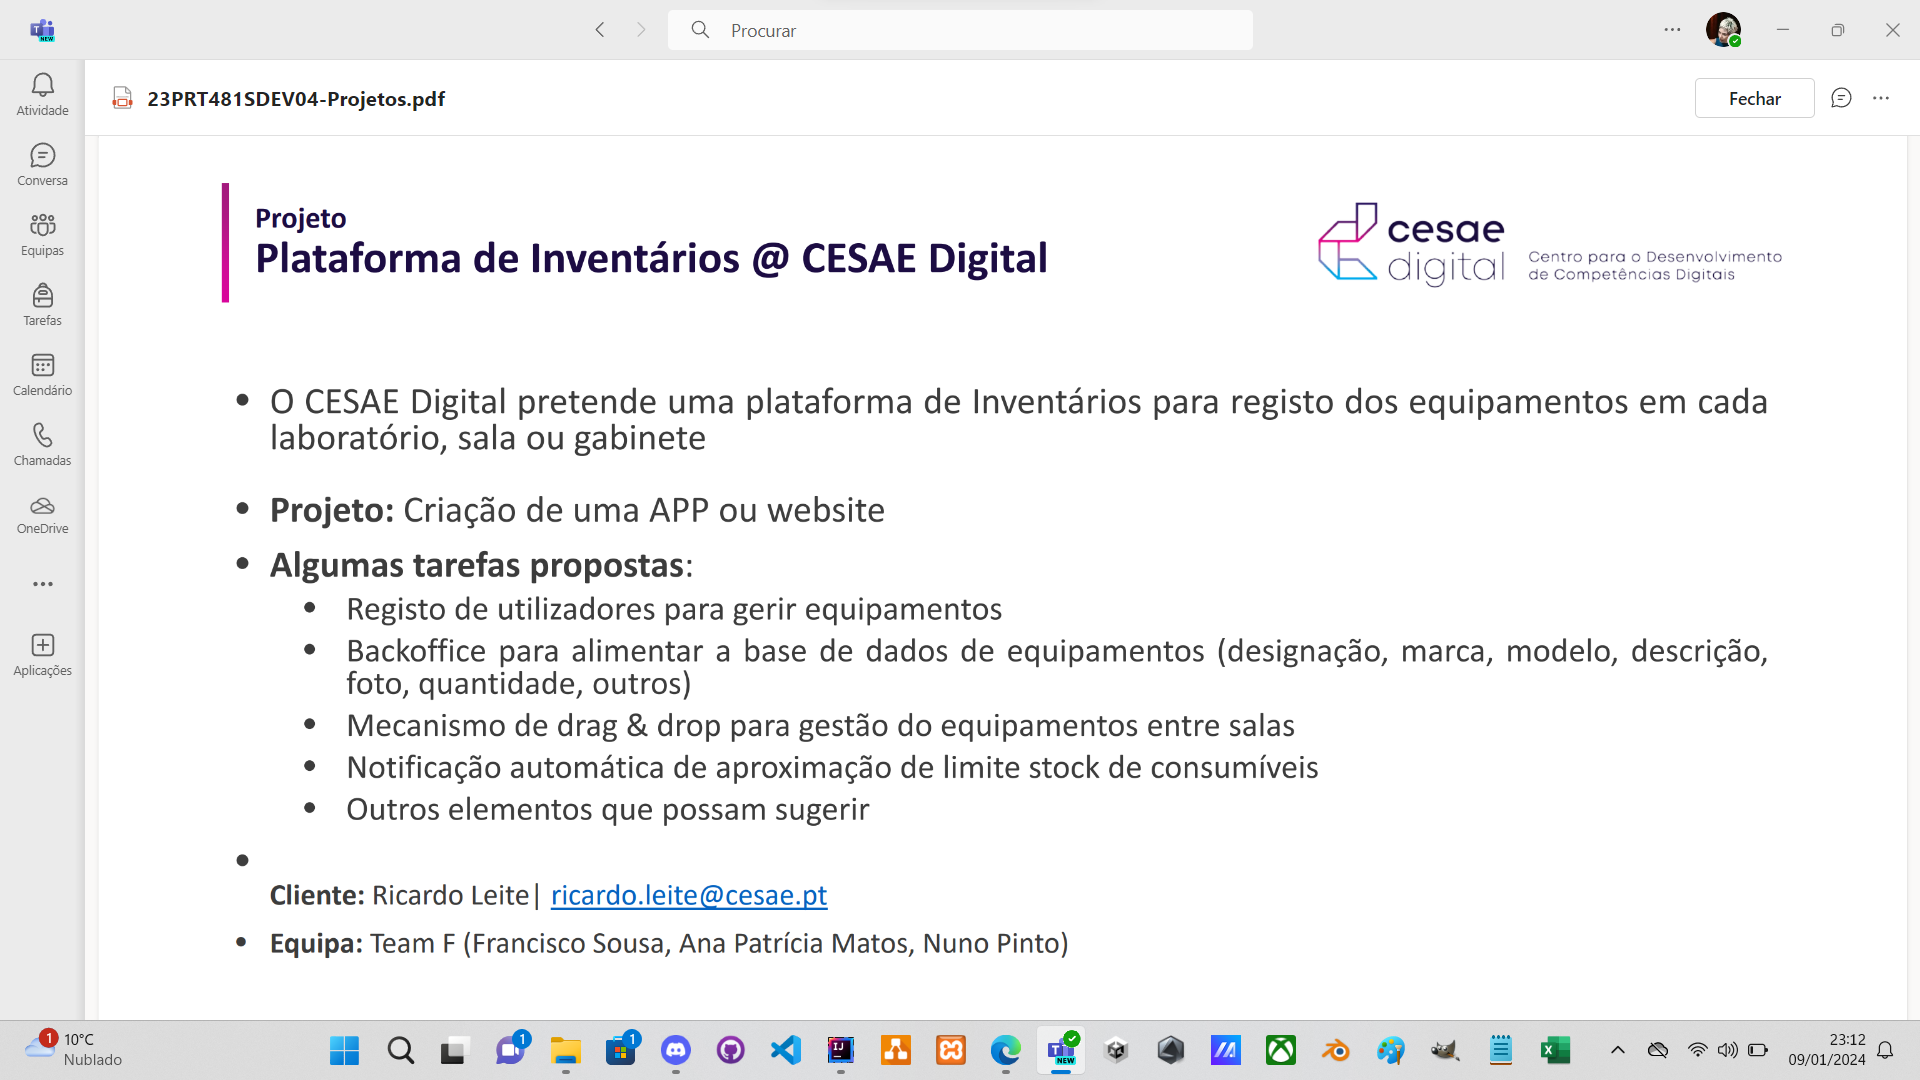 Procurar
23PRT481SDEV04-Projetos.pdf
Fechar
Atividade
Conversa
Equipas
Tarefas
Calendário
Chamadas
OneDrive
Aplicações
Projeto
Plataforma de Inventários @ CESAE Digital
cesae
digital
Centro para o Desenvolvimento
de Competências Digitais
• O CESAE Digital pretende uma plataforma de Inventários para registo dos equipamentos em cada
laboratório, sala ou gabinete
• Projeto: Criação de uma APP ou website
• Algumas tarefas propostas:
• Registo de utilizadores para gerir equipamentos
• Backoffice para alimentar a base de dados de equipamentos (designação, marca, modelo, descrição,
foto, quantidade, outros)
• Mecanismo de drag & drop para gestão do equipamentos entre salas
• Notificação automática de aproximação de limite stock de consumíveis
• Outros elementos que possam sugerir
•
Cliente: Ricardo Leite| ricardo.leite@cesae.pt
• Equipa: Team F (Francisco Sousa, Ana Patrícia Matos, Nuno Pinto)
1
10°C
Nublado
1
1
IJ
NEW
NEW
23:12
09/01/2024